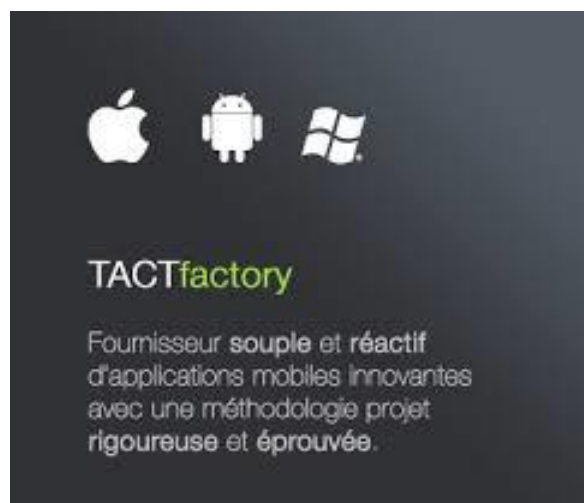 TACTfactory
Fournisseur souple et réactif
d'applications mobiles innovantes
avec une méthodologie projet
rigoureuse et éprouvée.